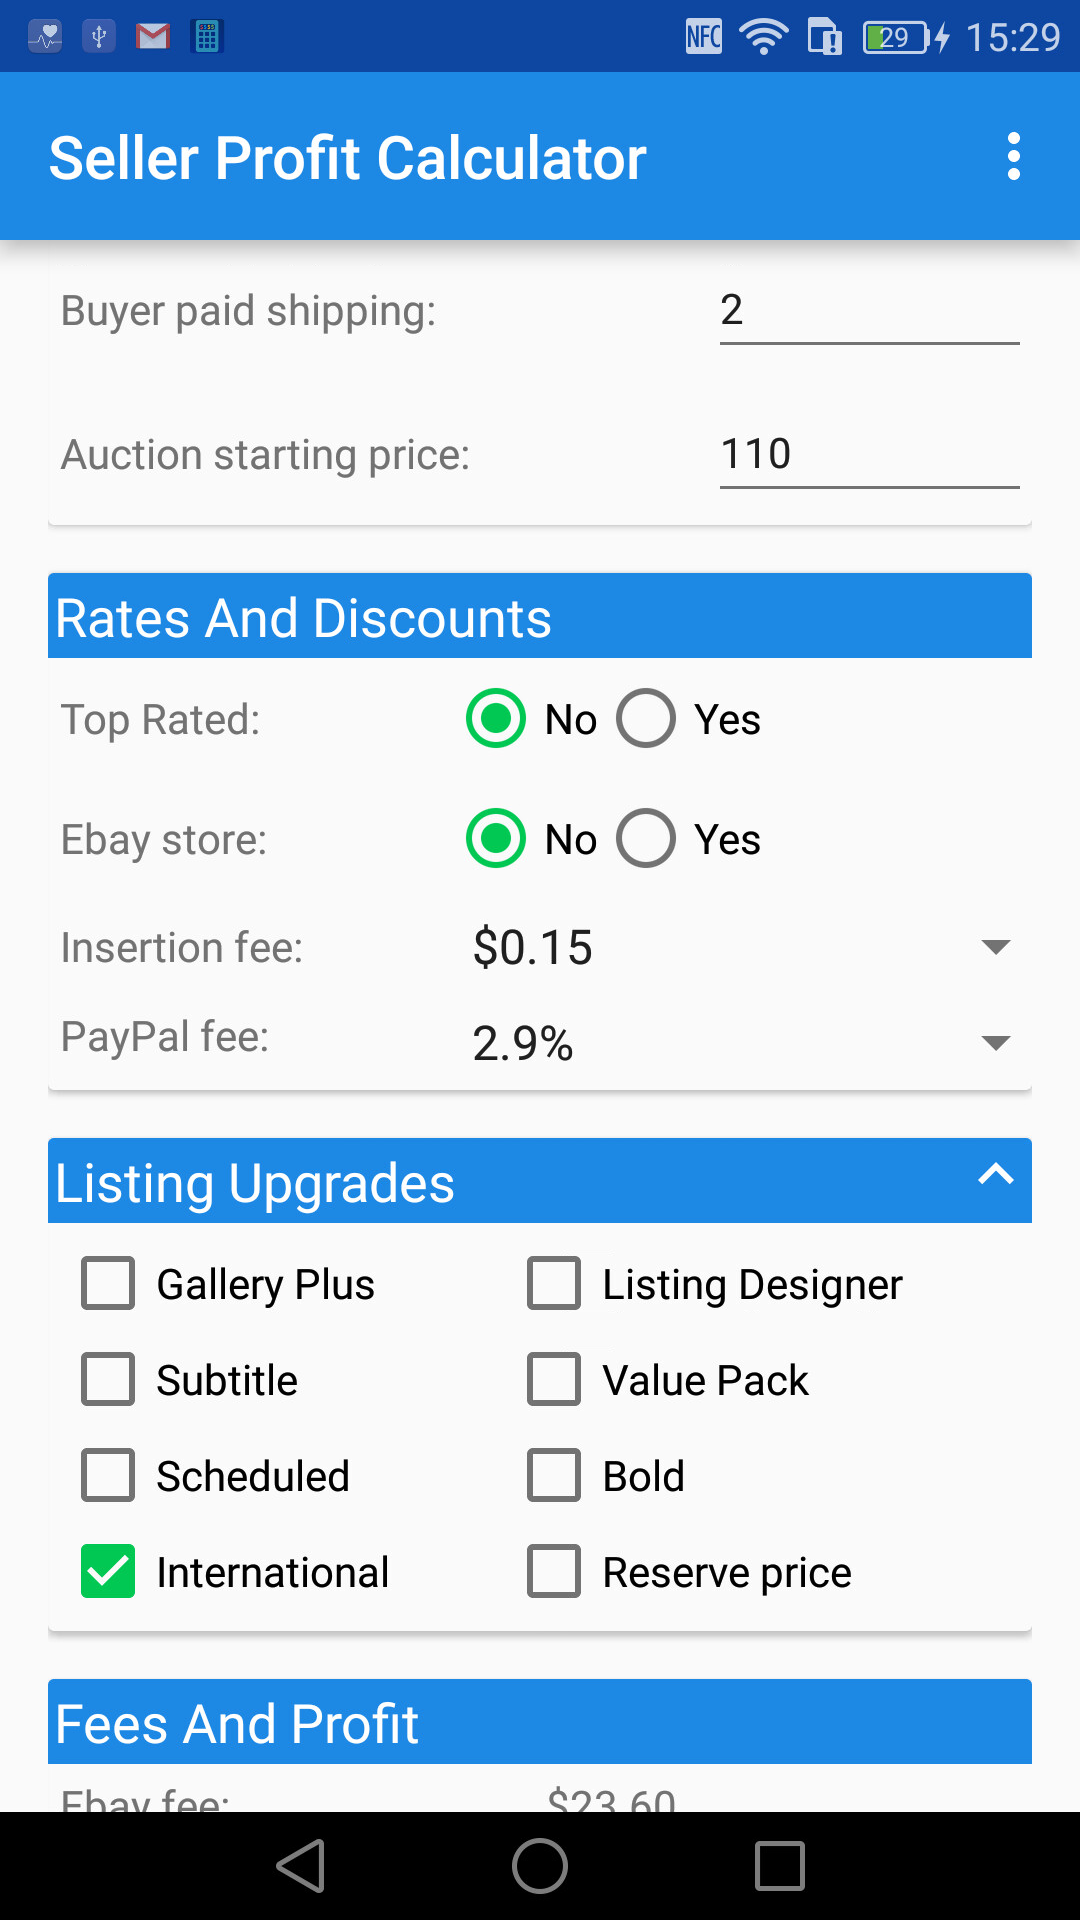 NFC 29 15:29
Seller Profit Calculator
Buyer paid shipping: 2
Auction starting price: 110
Rates And Discounts
Top Rated: No Yes
Ebay store: No Yes
Insertion fee: $0.15
PayPal fee: 2.9%
Listing Upgrades
Gallery Plus Listing Designer
Subtitle Value Pack
Scheduled Bold
International Reserve price
Fees And Profit
Ebay fee: $23.60